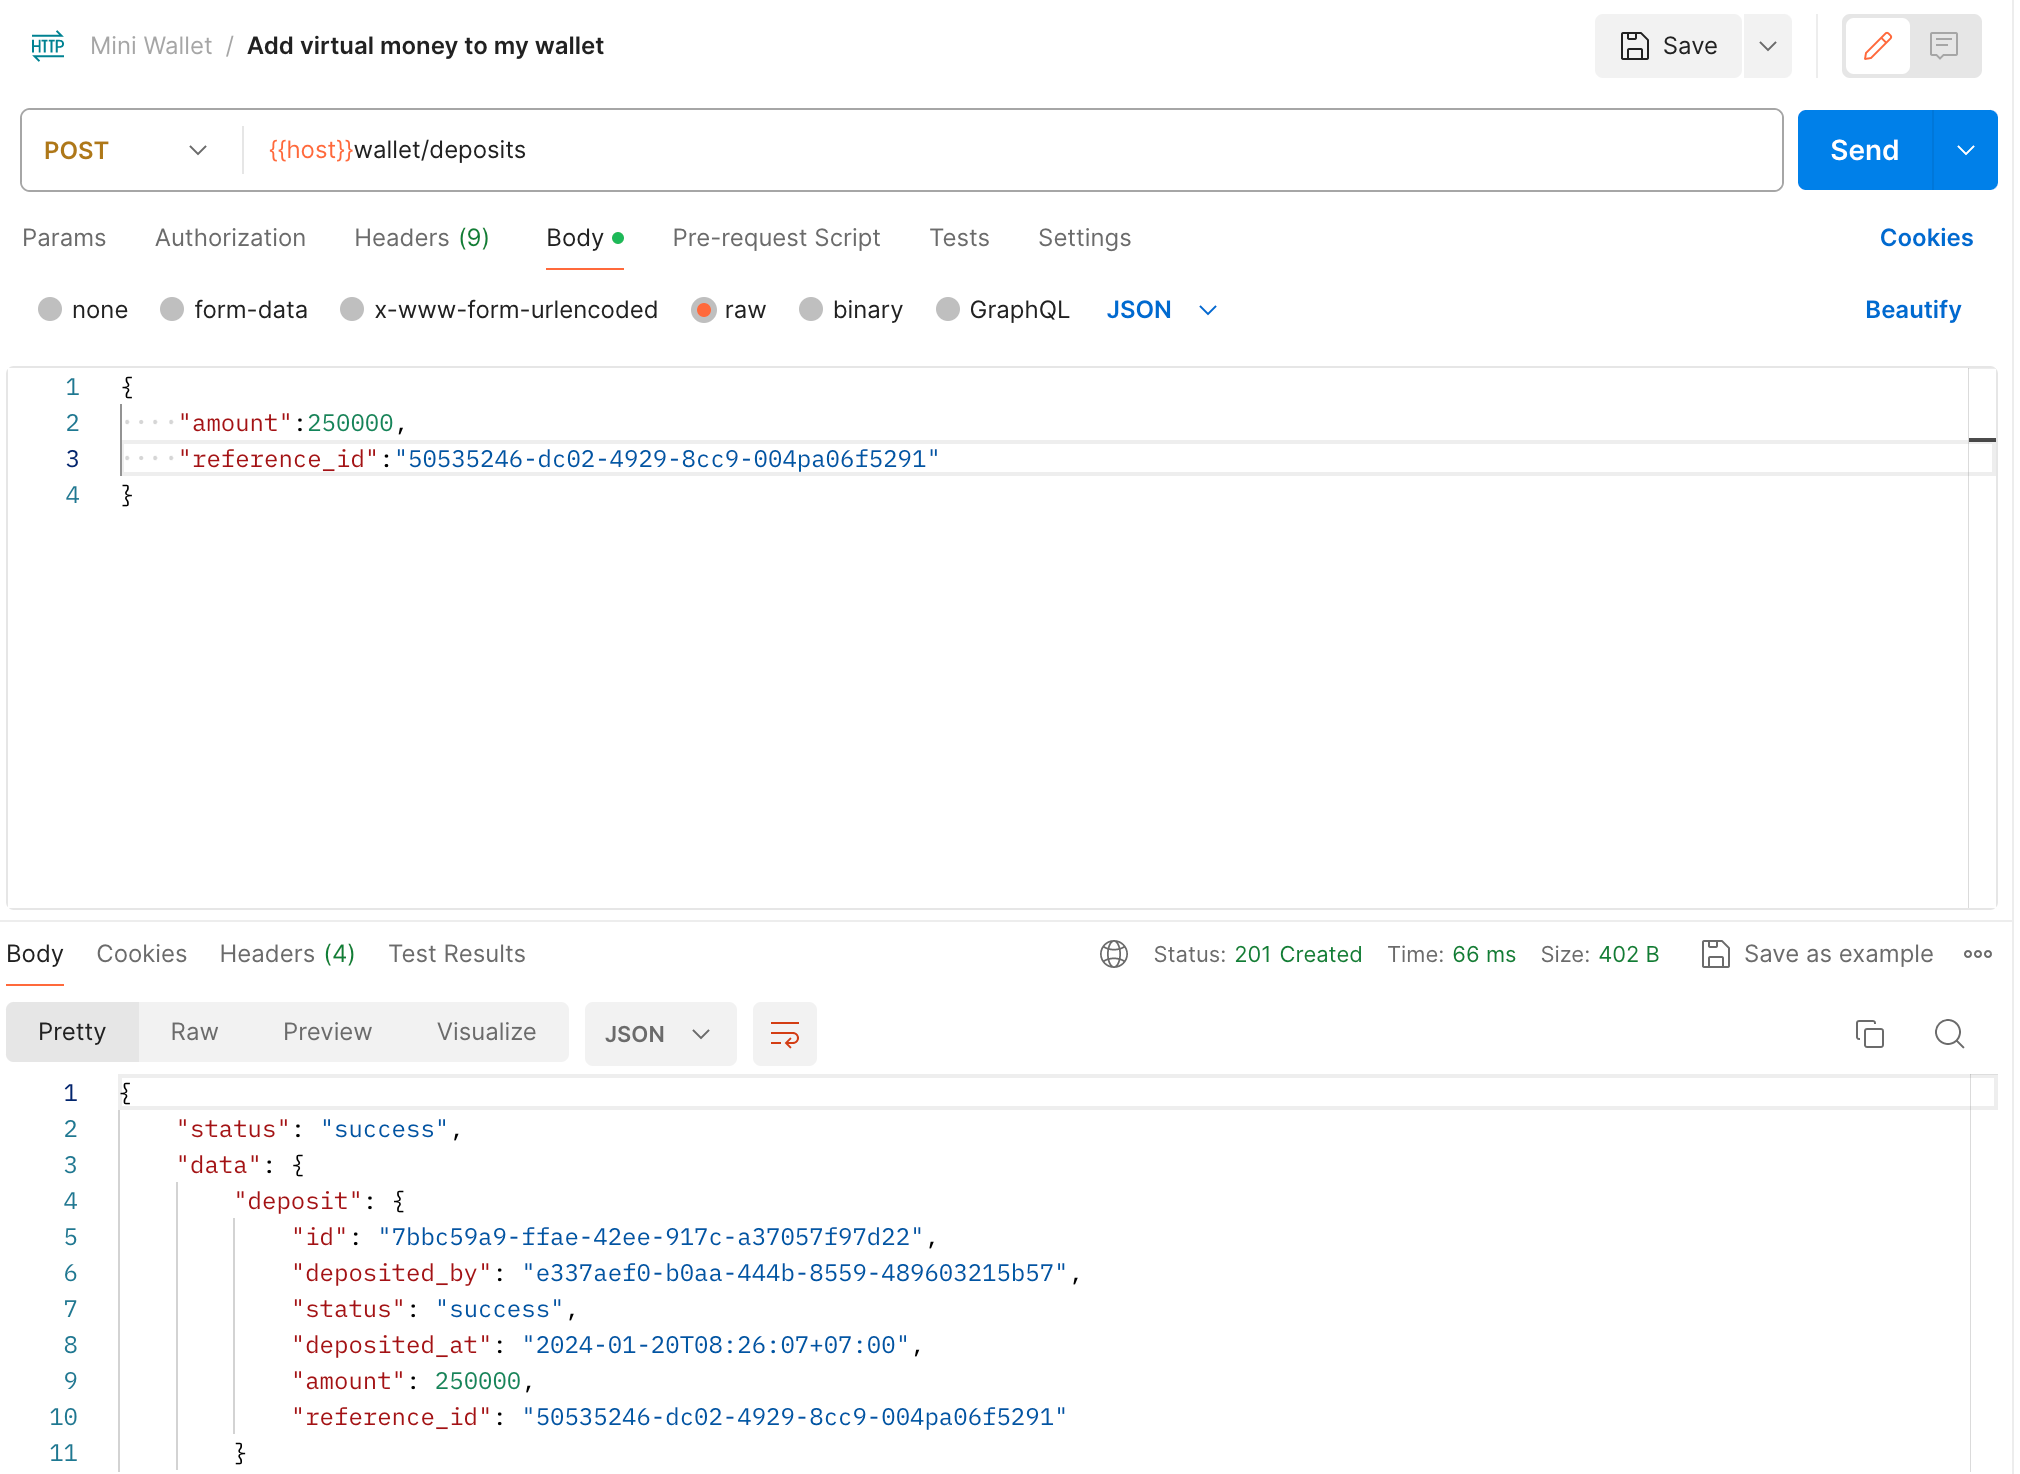 HTTP Mini Wallet / Add virtual money to my wallet Save
POST {{host}}wallet/deposits Send
Params Authorization Headers (9) Body Pre-request Script Tests Settings Cookies
none form-data x-www-form-urlencoded raw binary GraphQL JSON Beautify
1 {
2 ····"amount":250000,
3 ····"reference_id":"50535246-dc02-4929-8cc9-004pa06f5291"
4 }
Body Cookies Headers (4) Test Results Status: 201 Created Time: 66 ms Size: 402 B Save as example
Pretty Raw Preview Visualize JSON
1 {
2 "status": "success",
3 "data": {
4 "deposit": {
5 "id": "7bbc59a9-ffae-42ee-917c-a37057f97d22",
6 "deposited_by": "e337aef0-b0aa-444b-8559-489603215b57",
7 "status": "success",
8 "deposited_at": "2024-01-20T08:26:07+07:00",
9 "amount": 250000,
10 "reference_id": "50535246-dc02-4929-8cc9-004pa06f5291"
11 }